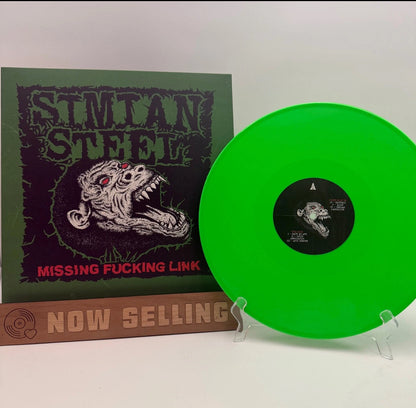 SIMIAN
STEEL
MISSING FUCKING LINK
NOW SELLING
A